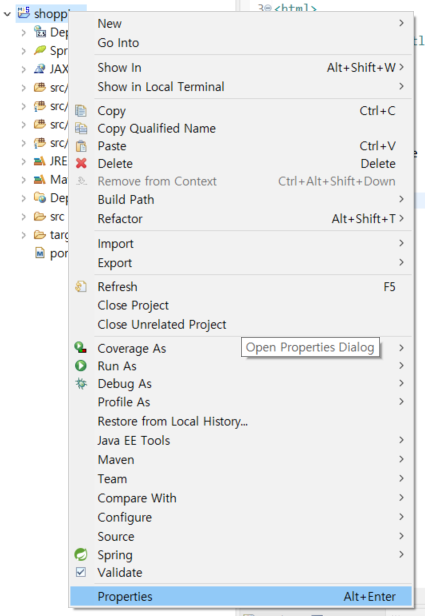 shopp
3 <html>
New
Go Into
Show In Alt+Shift+W
Show in Local Terminal
Copy Ctrl+C
Copy Qualified Name
Paste Ctrl+V
Delete Delete
Remove from Context Ctrl+Alt+Shift+Down
Build Path
Refactor Alt+Shift+T
Import
Export
Refresh F5
Close Project
Close Unrelated Project
Coverage As
Open Properties Dialog
Run As
Debug As
Profile As
Restore from Local History...
Java EE Tools
Maven
Team
Compare With
Configure
Source
Spring
Validate
Properties Alt+Enter
Dep
Spr
JAX
src/
src/
src/
src/
JRE
Ma
Dep
src
targ